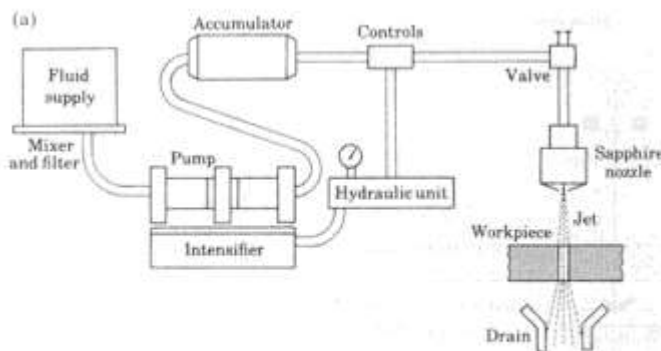 (a)
Accumulator
Controls
Fluid
supply
Valve
Mixer
and filter
Pump
Sapphire
nozzle
Hydraulic unit
Jet
Workpiece
Intensifier
Drain